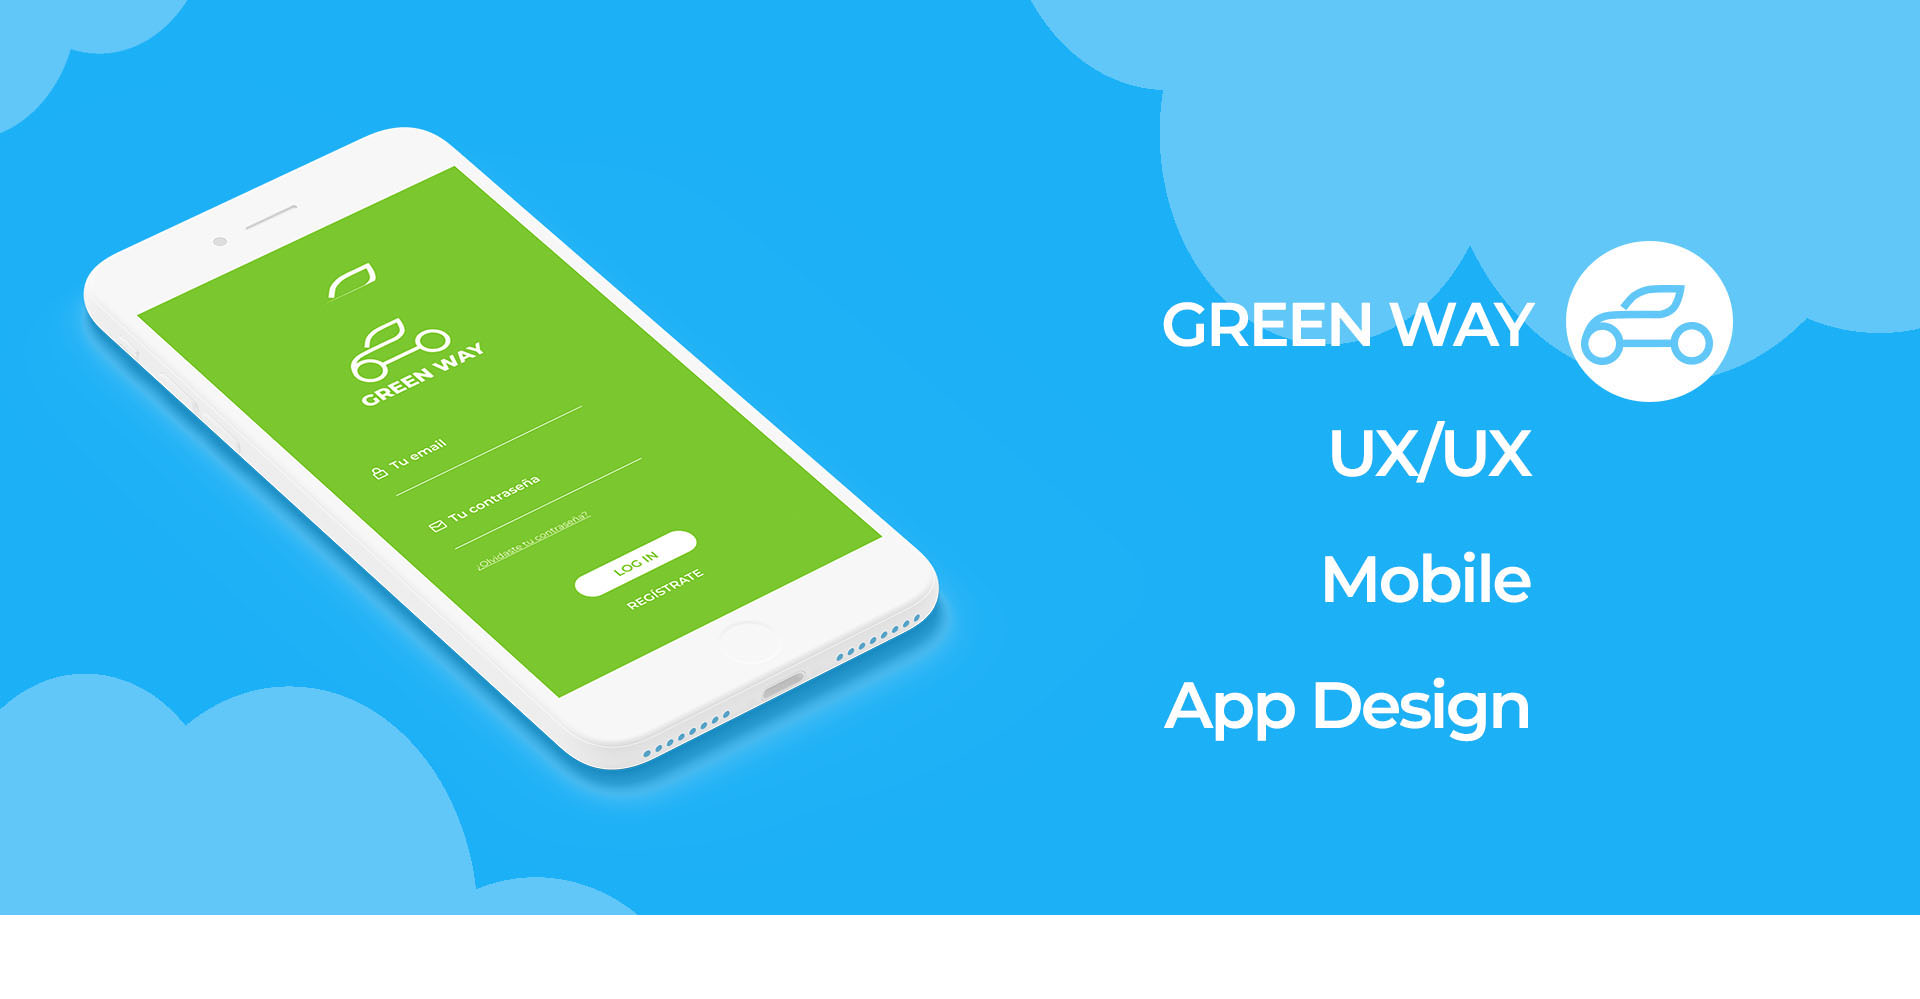 GREEN WAY
Tu email
Tu contraseña
¿Olvidaste tu contraseña?
LOG IN
REGÍSTRATE
GREEN WAY
UX/UX
Mobile
App Design